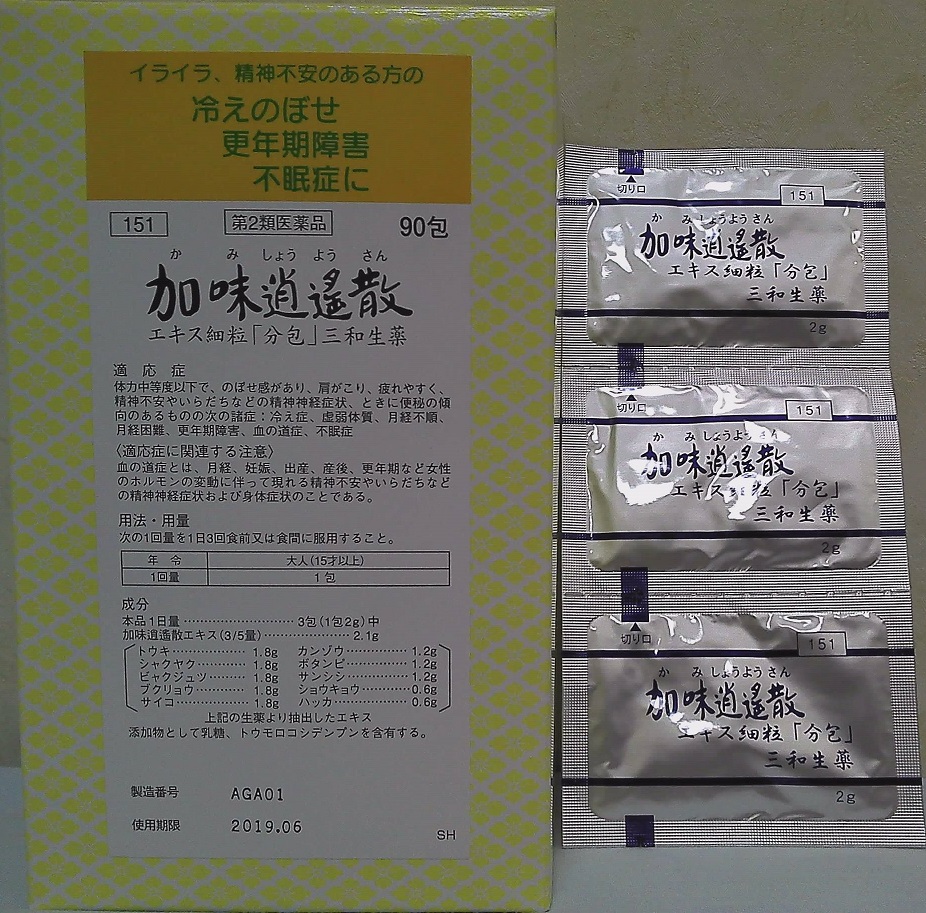 イライラ、精神不安のある方の
冷えのぼせ
更年期障害
不眠症に
151 第2類医薬品 90包
か み しょう よう さん
加味逍遙散
エキス細粒「分包」三和生薬
適応症
体力中等度以下で、のぼせ感があり、肩がこり、疲れやすく、
精神不安やいらだちなどの精神神経症状、ときに便秘の傾
向のあるものの次の諸症：冷え症、虚弱体質、月経不順、
月経困難、更年期障害、血の道症、不眠症
〈適応症に関連する注意〉
血の道症とは、月経、妊娠、出産、産後、更年期など女性
のホルモンの変動に伴って現れる精神不安やいらだちなど
の精神神経症状および身体症状のことである。
用法・用量
次の1回量を1日3回食前又は食間に服用すること。
年令 大人（15才以上）
1回量 1包
成分
本品1日量 3包（1包2g）中
加味逍遙散エキス（3/5量） 2.1g
トウキ 1.8g カンゾウ 1.2g
シャクヤク 1.8g ボタンピ 1.2g
ビャクジュツ 1.8g サンシシ 1.2g
ブクリョウ 1.8g ショウキョウ 0.6g
サイコ 1.8g ハッカ 0.6g
上記の生薬より抽出したエキス
添加物として乳糖、トウモロコシデンプンを含有する。
製造番号 AGA01
使用期限 2019.06
SH
切り口
151
か み しょうよう さん
加味逍遙散
エキス細粒「分包」
三和生薬
2g
切り口
151
か み しょうよう さん
加味逍遙散
エキス細粒「分包」
三和生薬
2g
切り口
151
か み しょうよう さん
加味逍遙散
エキス細粒「分包」
三和生薬
2g